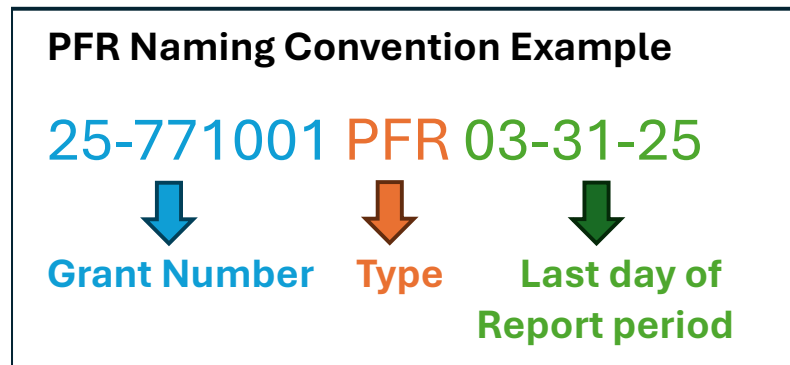 PFR Naming Convention Example
25-771001 PFR 03-31-25
Grant Number Type Last day of
Report period